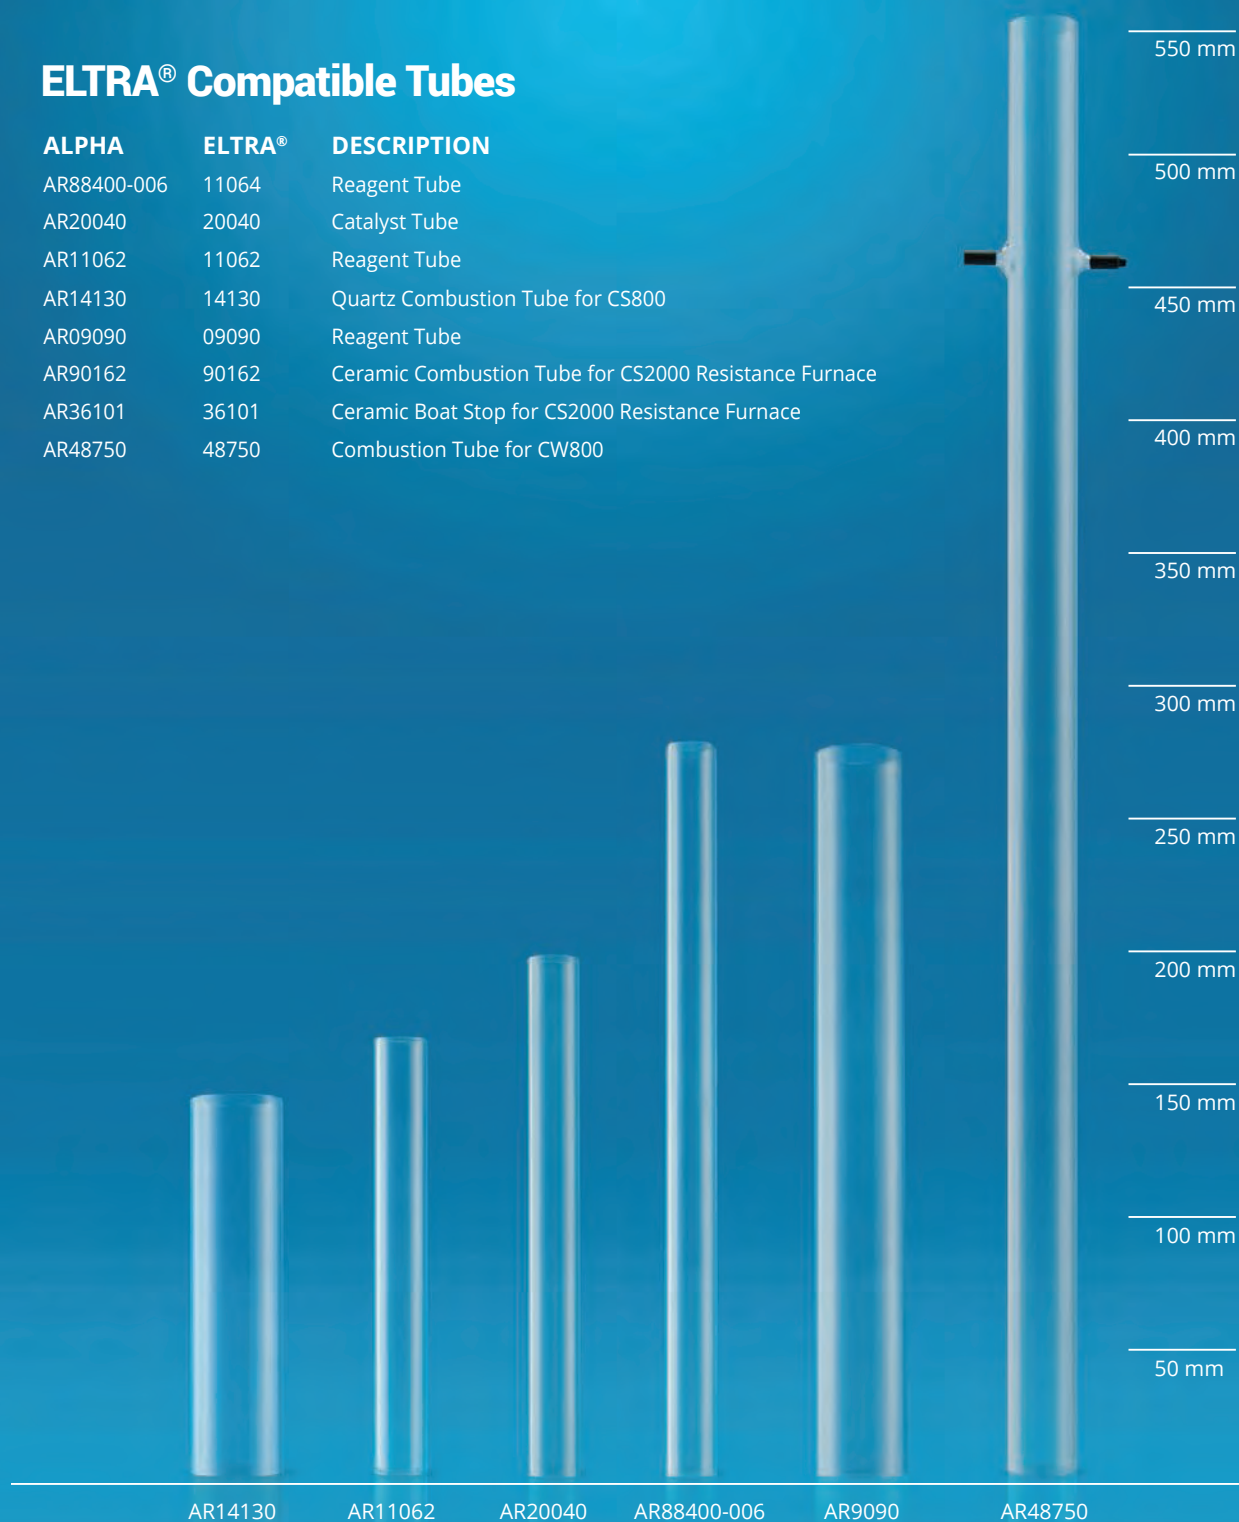 ELTRA® Compatible Tubes
ALPHA ELTRA® DESCRIPTION
AR88400-006 11064 Reagent Tube
AR20040 20040 Catalyst Tube
AR11062 11062 Reagent Tube
AR14130 14130 Quartz Combustion Tube for CS800
AR09090 09090 Reagent Tube
AR90162 90162 Ceramic Combustion Tube for CS2000 Resistance Furnace
AR36101 36101 Ceramic Boat Stop for CS2000 Resistance Furnace
AR48750 48750 Combustion Tube for CW800
550 mm
500 mm
450 mm
400 mm
350 mm
300 mm
250 mm
200 mm
150 mm
100 mm
50 mm
AR14130 AR11062 AR20040 AR88400-006 AR9090 AR48750